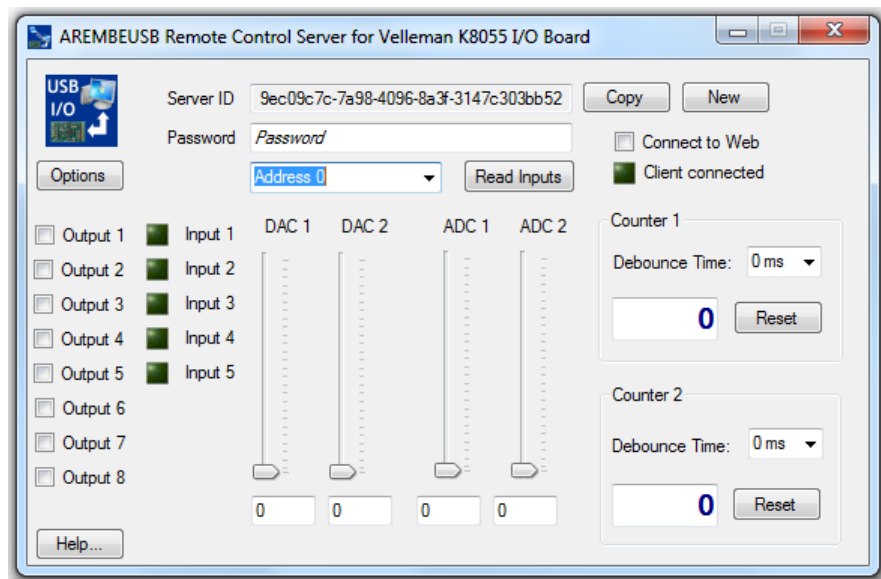 AREMBEUSB Remote Control Server for Velleman K8055 I/O Board
USB
I/O
Server ID 9ec09c7c-7a98-4096-8a3f-3147c303bb52 Copy New
Password Password Connect to Web
Options Address 0 Read Inputs Client connected
DAC 1 DAC 2 ADC 1 ADC 2 Counter 1
Output 1 Input 1
Output 2 Input 2 Debounce Time: 0 ms
Output 3 Input 3
Output 4 Input 4 0 Reset
Output 5 Input 5
Output 6 Counter 2
Output 7 Debounce Time: 0 ms
Output 8
0 0 0 0 0 Reset
Help...